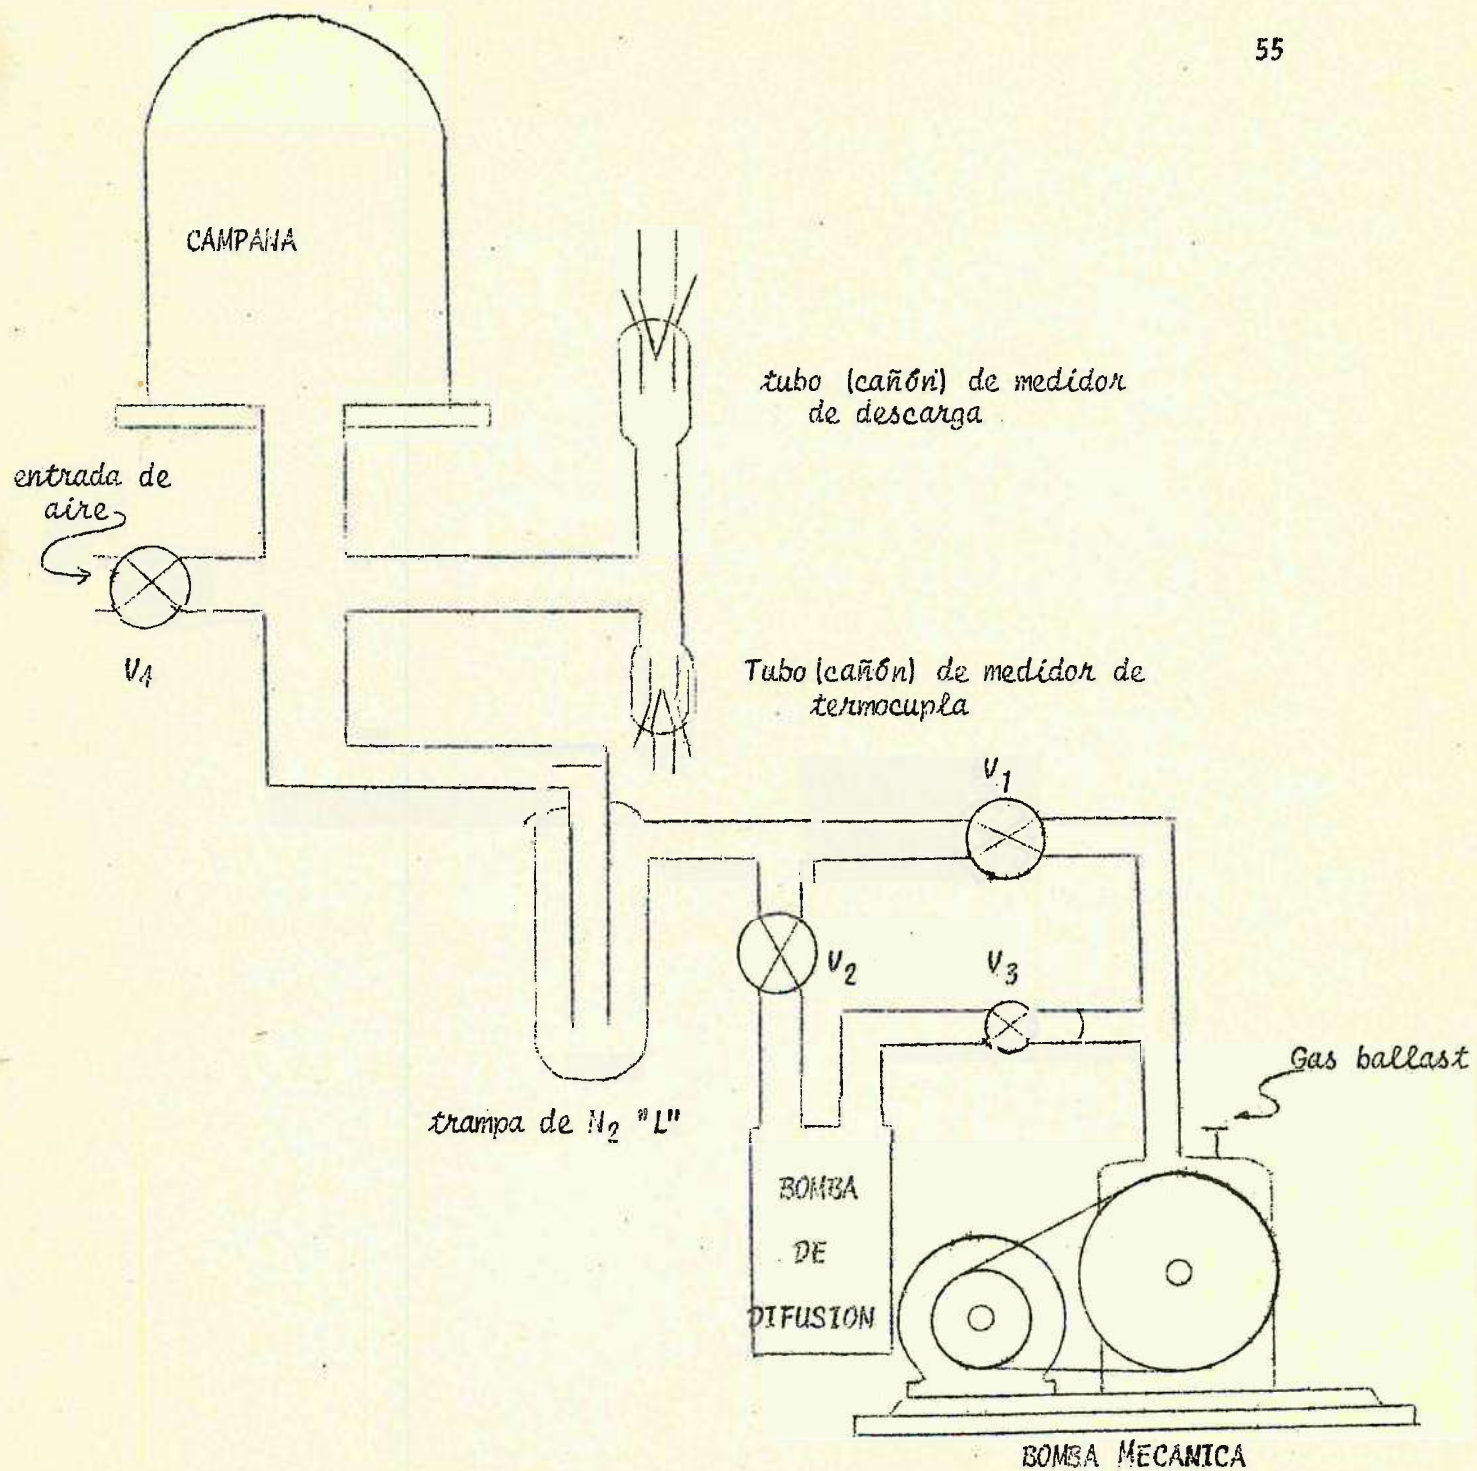 55
CAMPANA
tubo (cañón) de medidor
de descarga
entrada de
aire
V4
Tubo (cañón) de medidor de
termocupla
V1
V2
V3
Gas ballast
trampa de N2 "L"
BOMBA
DE
DIFUSION
BOMBA MECANICA